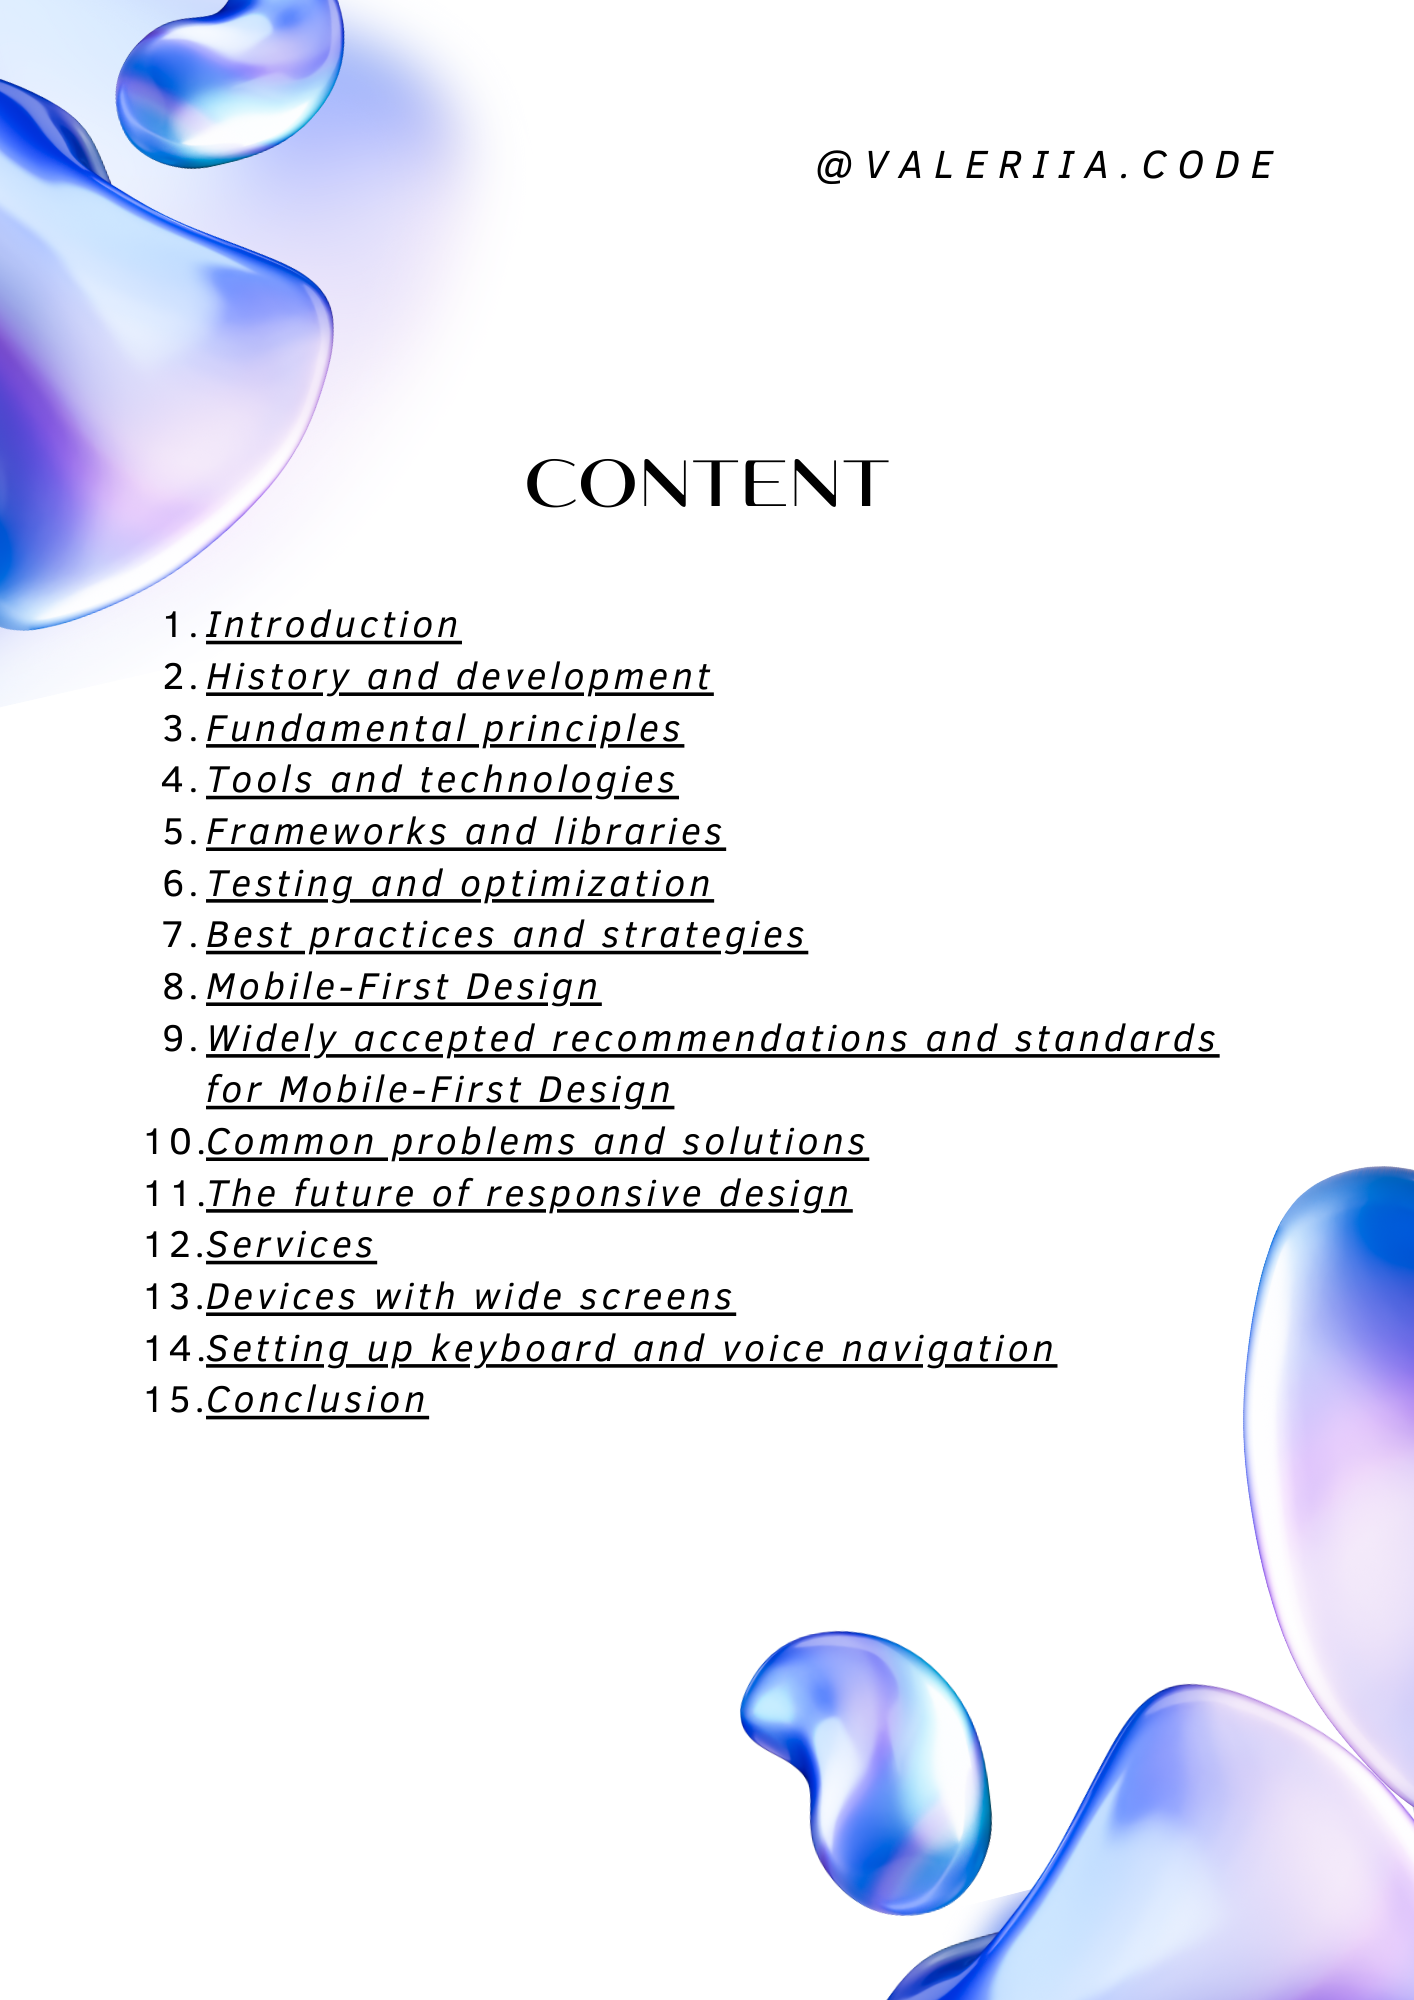 @VALERIIA.CODE
CONTENT
1. Introduction
2. History and development
3. Fundamental principles
4. Tools and technologies
5. Frameworks and libraries
6. Testing and optimization
7. Best practices and strategies
8. Mobile-First Design
9. Widely accepted recommendations and standards
for Mobile-First Design
10. Common problems and solutions
11. The future of responsive design
12. Services
13. Devices with wide screens
14. Setting up keyboard and voice navigation
15. Conclusion